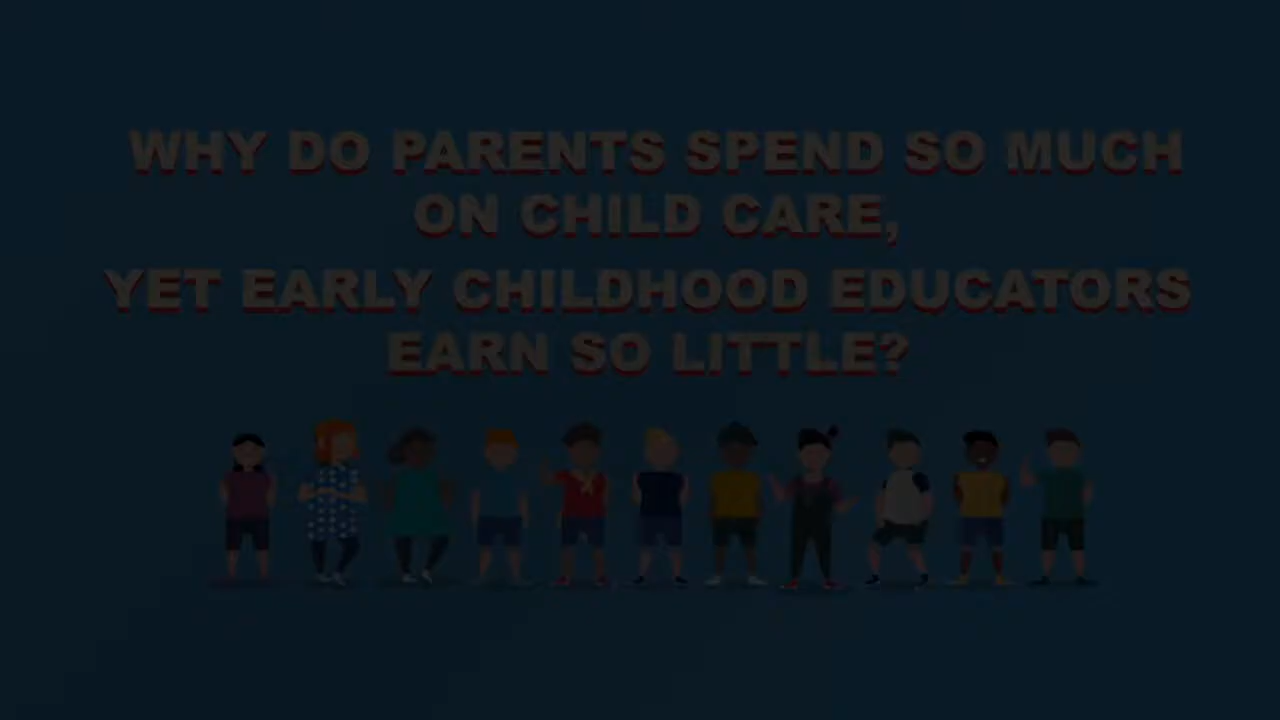 WHY DO PARENTS SPEND SO MUCH
ON CHILD CARE,
YET EARLY CHILDHOOD EDUCATORS
EARN SO LITTLE?